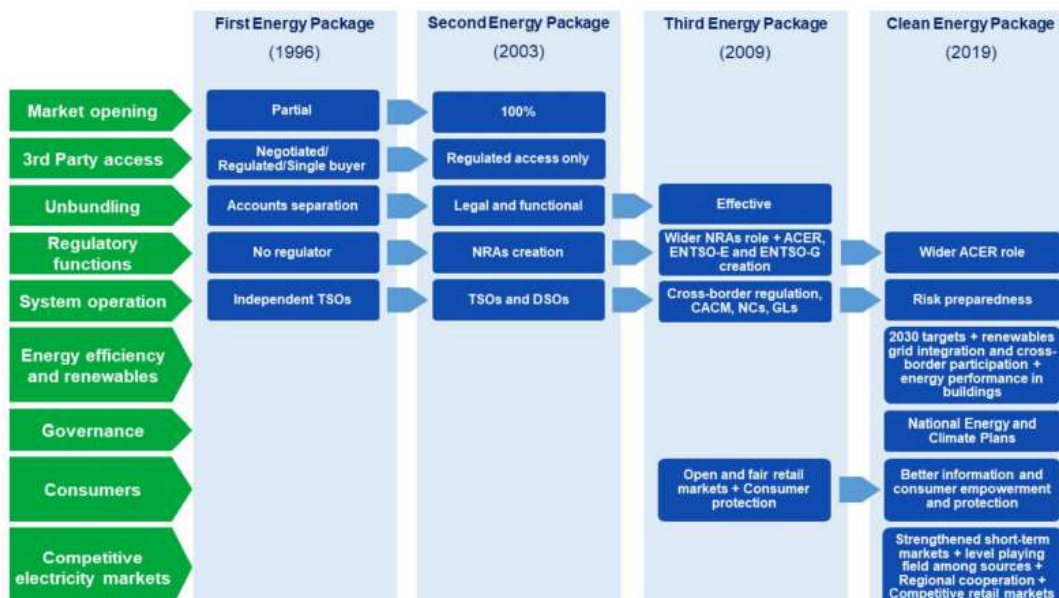 First Energy Package
(1996)
Second Energy Package
(2003)
Third Energy Package
(2009)
Clean Energy Package
(2019)
Market opening
Partial
100%
3rd Party access
Negotiated/
Regulated/Single buyer
Regulated access only
Unbundling
Accounts separation
Legal and functional
Effective
Regulatory
functions
No regulator
NRAs creation
Wider NRAs role + ACER,
ENTSO-E and ENTSO-G
creation
Wider ACER role
System operation
Independent TSOs
TSOs and DSOs
Cross-border regulation,
CACM, NCs, GLs
Risk preparedness
Energy efficiency
and renewables
2030 targets + renewables
grid integration and cross-
border participation +
energy performance in
buildings
Governance
National Energy and
Climate Plans
Consumers
Open and fair retail
markets + Consumer
protection
Better information and
consumer empowerment
and protection
Competitive
electricity markets
Strengthened short-term
markets + level playing
field among sources +
Regional cooperation +
Competitive retail markets